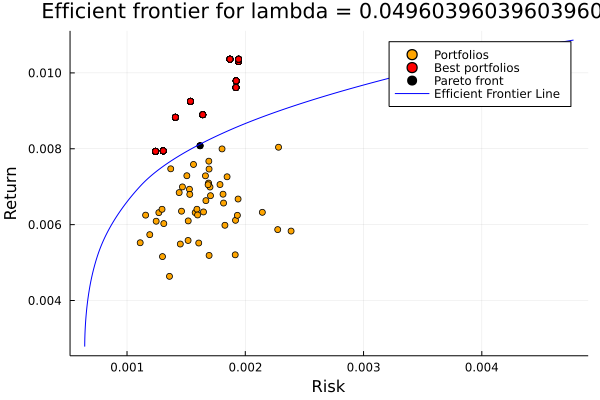 Efficient frontier for lambda = 0.04960396039603960
Portfolios
Best portfolios
Pareto front
Efficient Frontier Line
0.010
0.008
0.006
0.004
Return
0.001
0.002
0.003
0.004
Risk